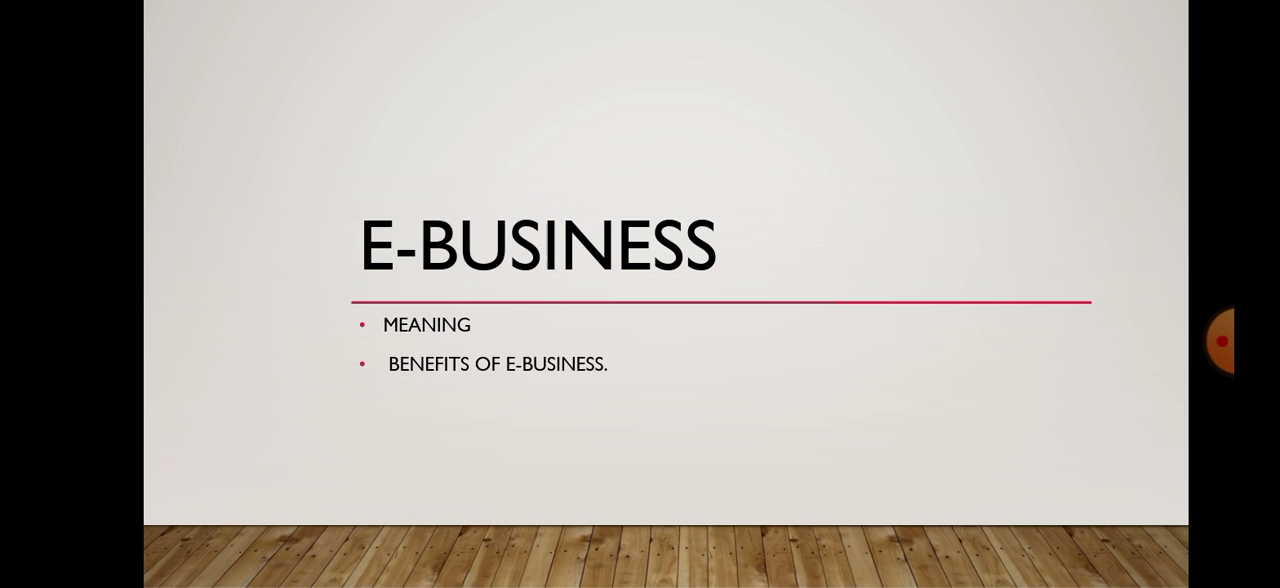 E-BUSINESS
• MEANING
• BENEFITS OF E-BUSINESS.